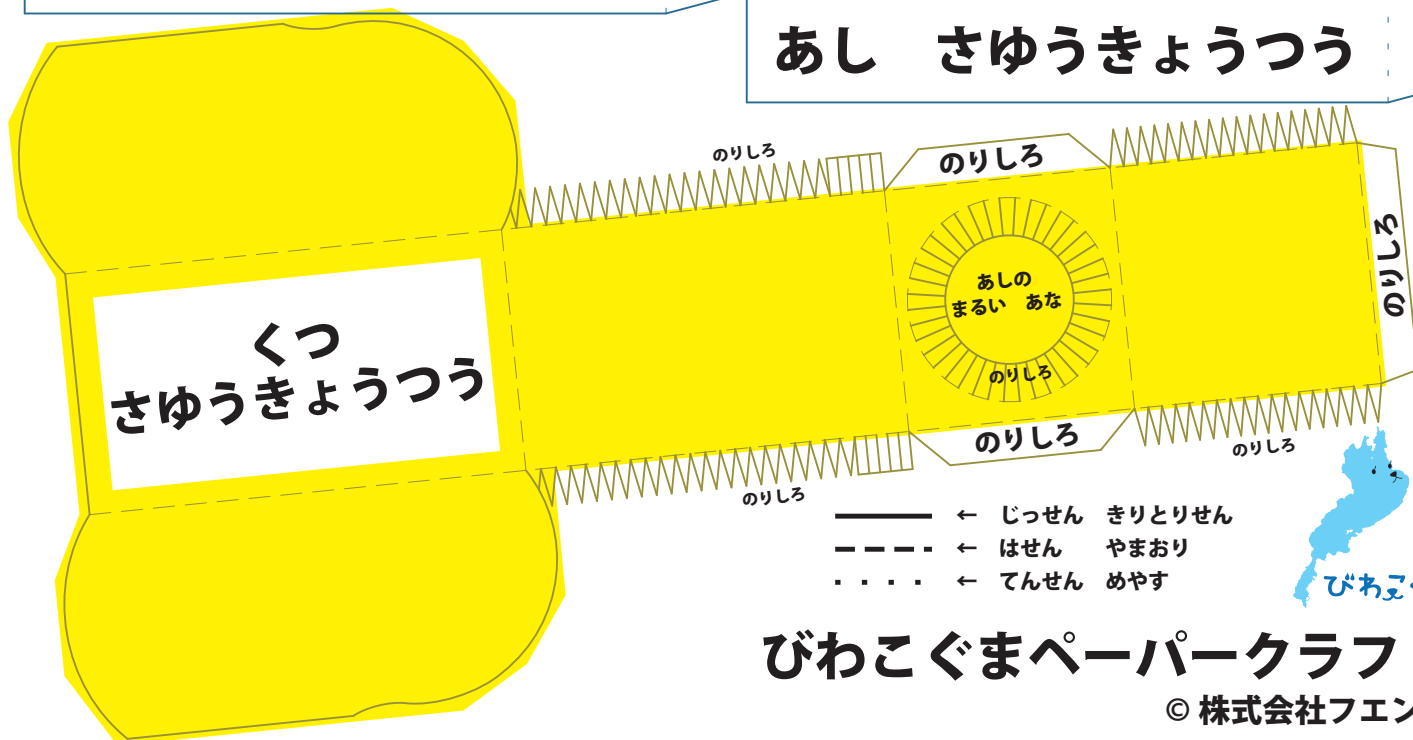 あし　さゆうきょうつう
のりしろ
のりしろ
のりしろ
あしの
まるい　あな
のりしろ
くつ
さゆうきょうつう
のりしろ
のりしろ
のりしろ
← じっせん　きりとりせん
← はせん　やまおり
← てんせん　めやす
びわこぐ
びわこぐまペーパークラフ
© 株式会社フエン